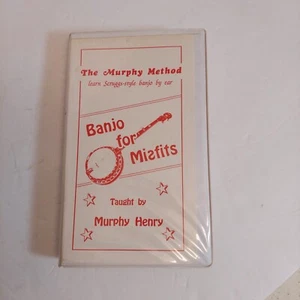 The Murphy Method
learn Scruggs-style banjo by ear
Banjo
for
Misfits
Taught by
Murphy Henry